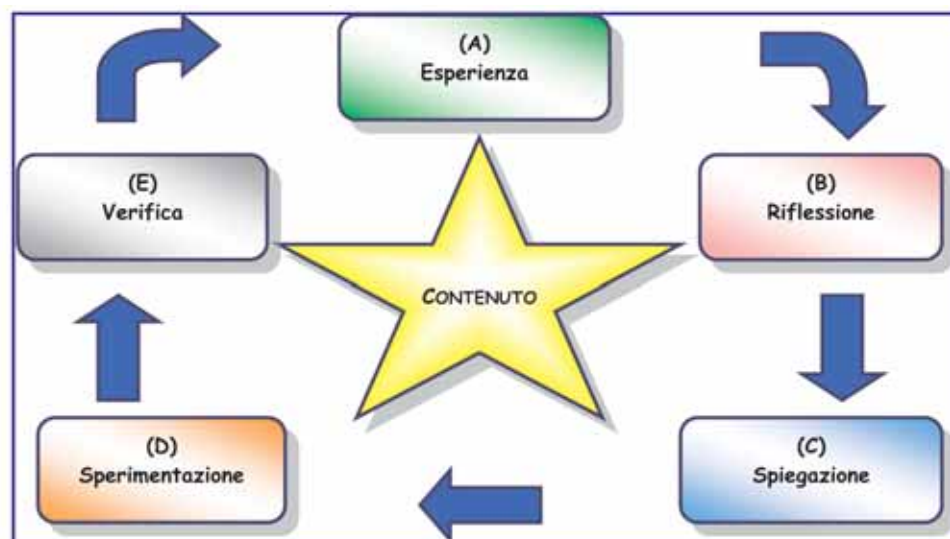 (A)
Esperienza
(B)
Riflessione
(C)
Spiegazione
(D)
Sperimentazione
(E)
Verifica
CONTENUTO